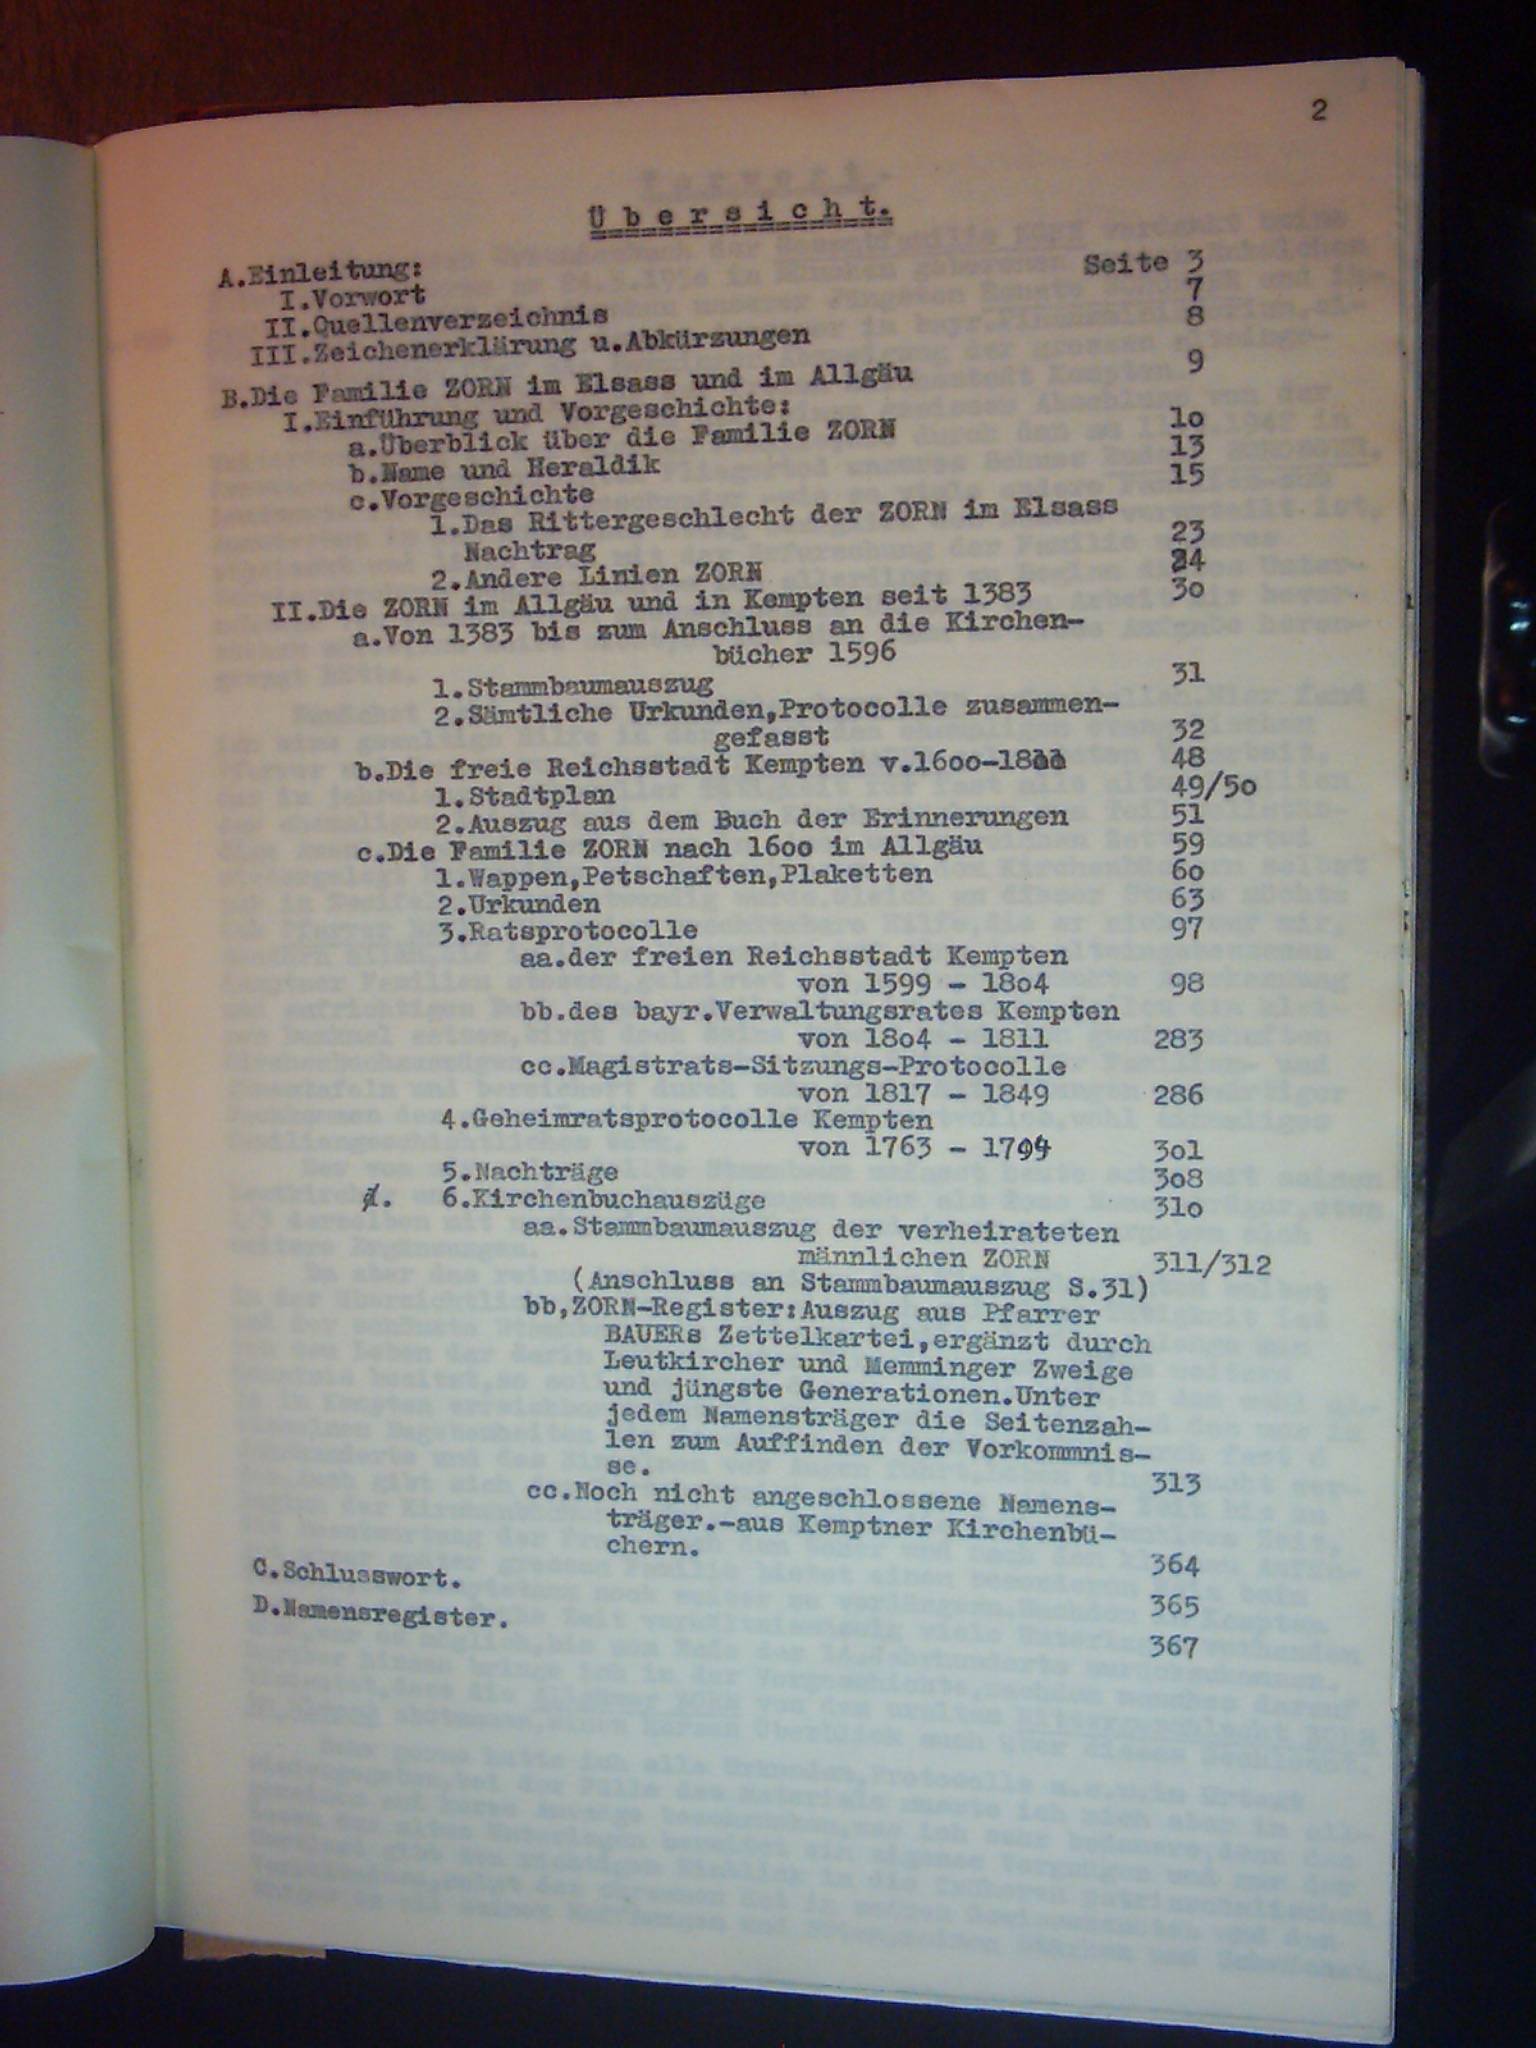 2
Übersicht.
A.Einleitung: Seite 3
I.Vorwort 7
II.Quellenverzeichnis 8
III.Zeichenerklärung u.Abkürzungen
B.Die Familie ZORN im Elsass und im Allgäu 9
I.Einführung und Vorgeschichte:
a.Überblick über die Familie ZORN 1o
b.Name und Heraldik 13
c.Vorgeschichte 15
1.Das Rittergeschlecht der ZORN im Elsass
Nachtrag 23
2.Andere Linien ZORN 24
II.Die ZORN im Allgäu und in Kempten seit 1383 3o
a.Von 1383 bis zum Anschluss an die Kirchen-
bücher 1596
1.Stammbaumauszug 31
2.Sämtliche Urkunden,Protocolle zusammen-
gefasst 32
b.Die freie Reichsstadt Kempten v.16oo-18 48
1.Stadtplan 49/5o
2.Auszug aus dem Buch der Erinnerungen 51
c.Die Familie ZORN nach 16oo im Allgäu 59
1.Wappen,Petschaften,Plaketten 6o
2.Urkunden 63
3.Ratsprotocolle 97
aa.der freien Reichsstadt Kempten
von 1599 - 18o4 98
bb.des bayr.Verwaltungsrates Kempten
von 18o4 - 1811 283
cc.Magistrats-Sitzungs-Protocolle
von 1817 - 1849 286
4.Geheimratsprotocolle Kempten
von 1763 - 1794 3o1
5.Nachträge 3o8
d. 6.Kirchenbuchauszüge 31o
aa.Stammbaumauszug der verheirateten
männlichen ZORN 311/312
(Anschluss an Stammbaumauszug S.31)
bb,ZORN-Register:Auszug aus Pfarrer
BAUERs Zettelkartei,ergänzt durch
Leutkircher und Memminger Zweige
und jüngste Generationen.Unter
jedem Namensträger die Seitenzah-
len zum Auffinden der Vorkommnis-
se. 313
cc.Noch nicht angeschlossene Namens-
träger.-aus Kemptner Kirchenbü-
chern. 364
C.Schlusswort. 365
D.Namensregister. 367